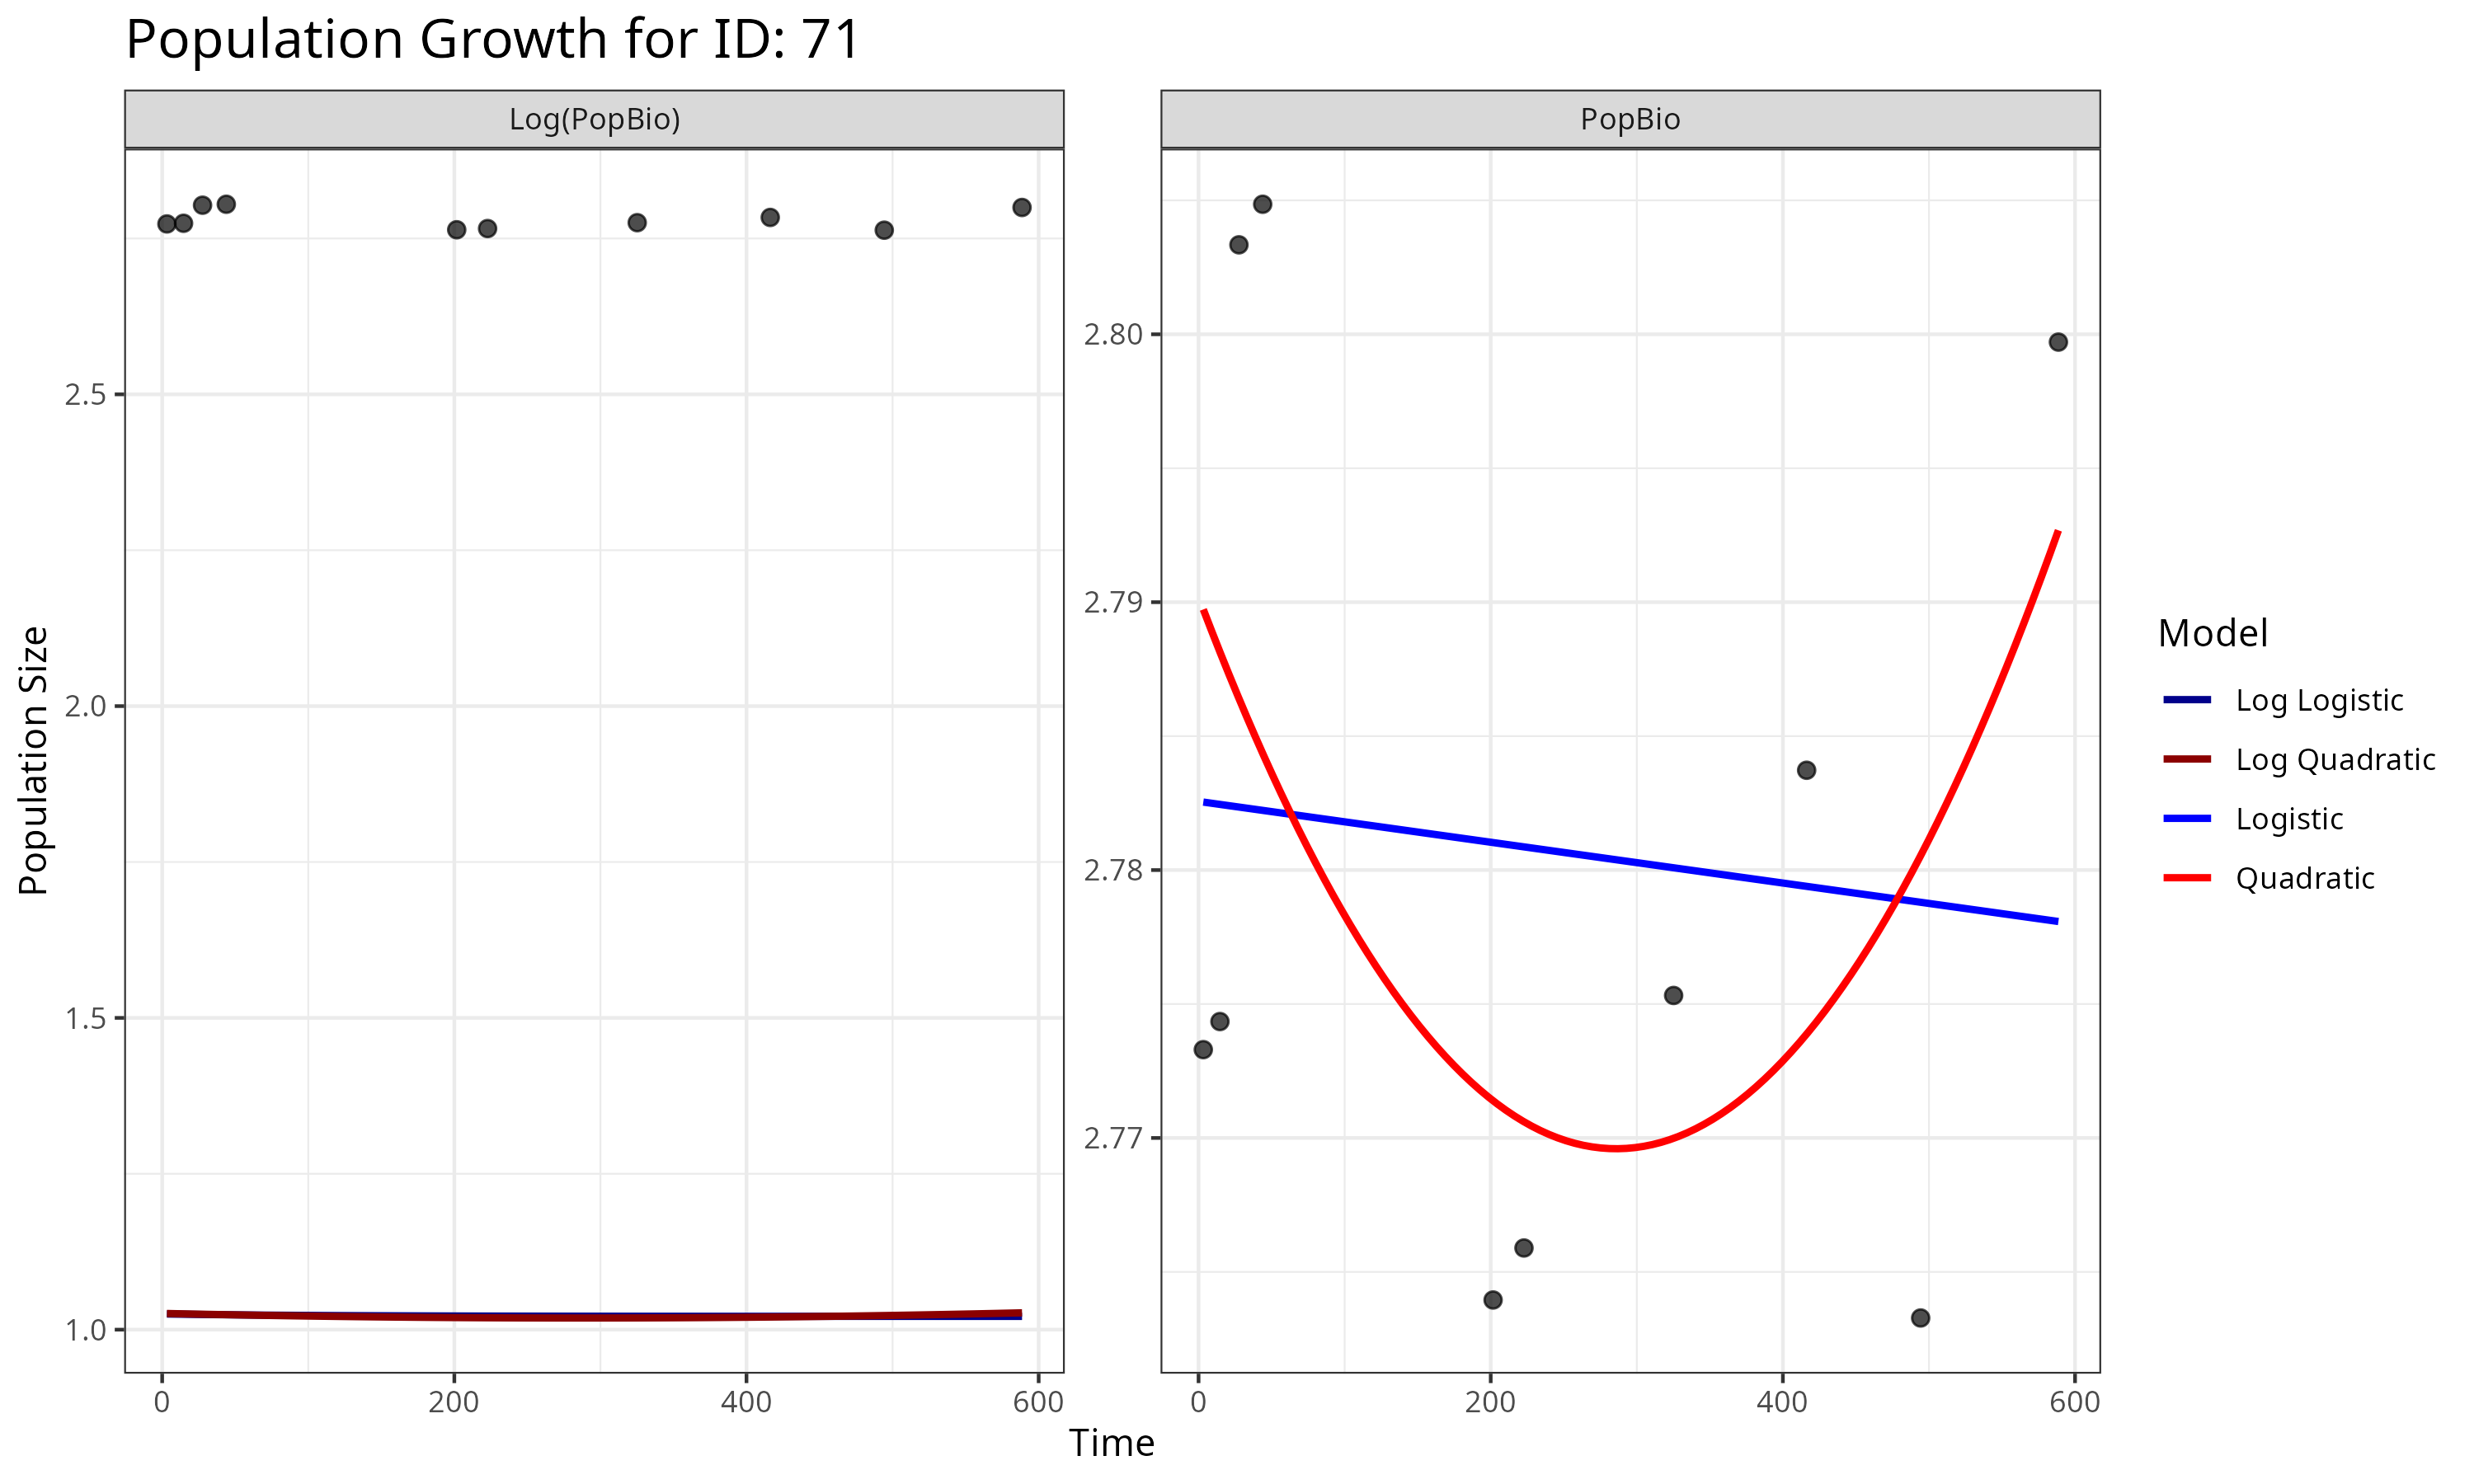 Population Growth for ID: 71
Log(PopBio)
PopBio
Population Size
2.5
2.0
1.5
1.0
2.80
2.79
2.78
2.77
0 200 400 600
0 200 400 600
Time
Model
Log Logistic
Log Quadratic
Logistic
Quadratic